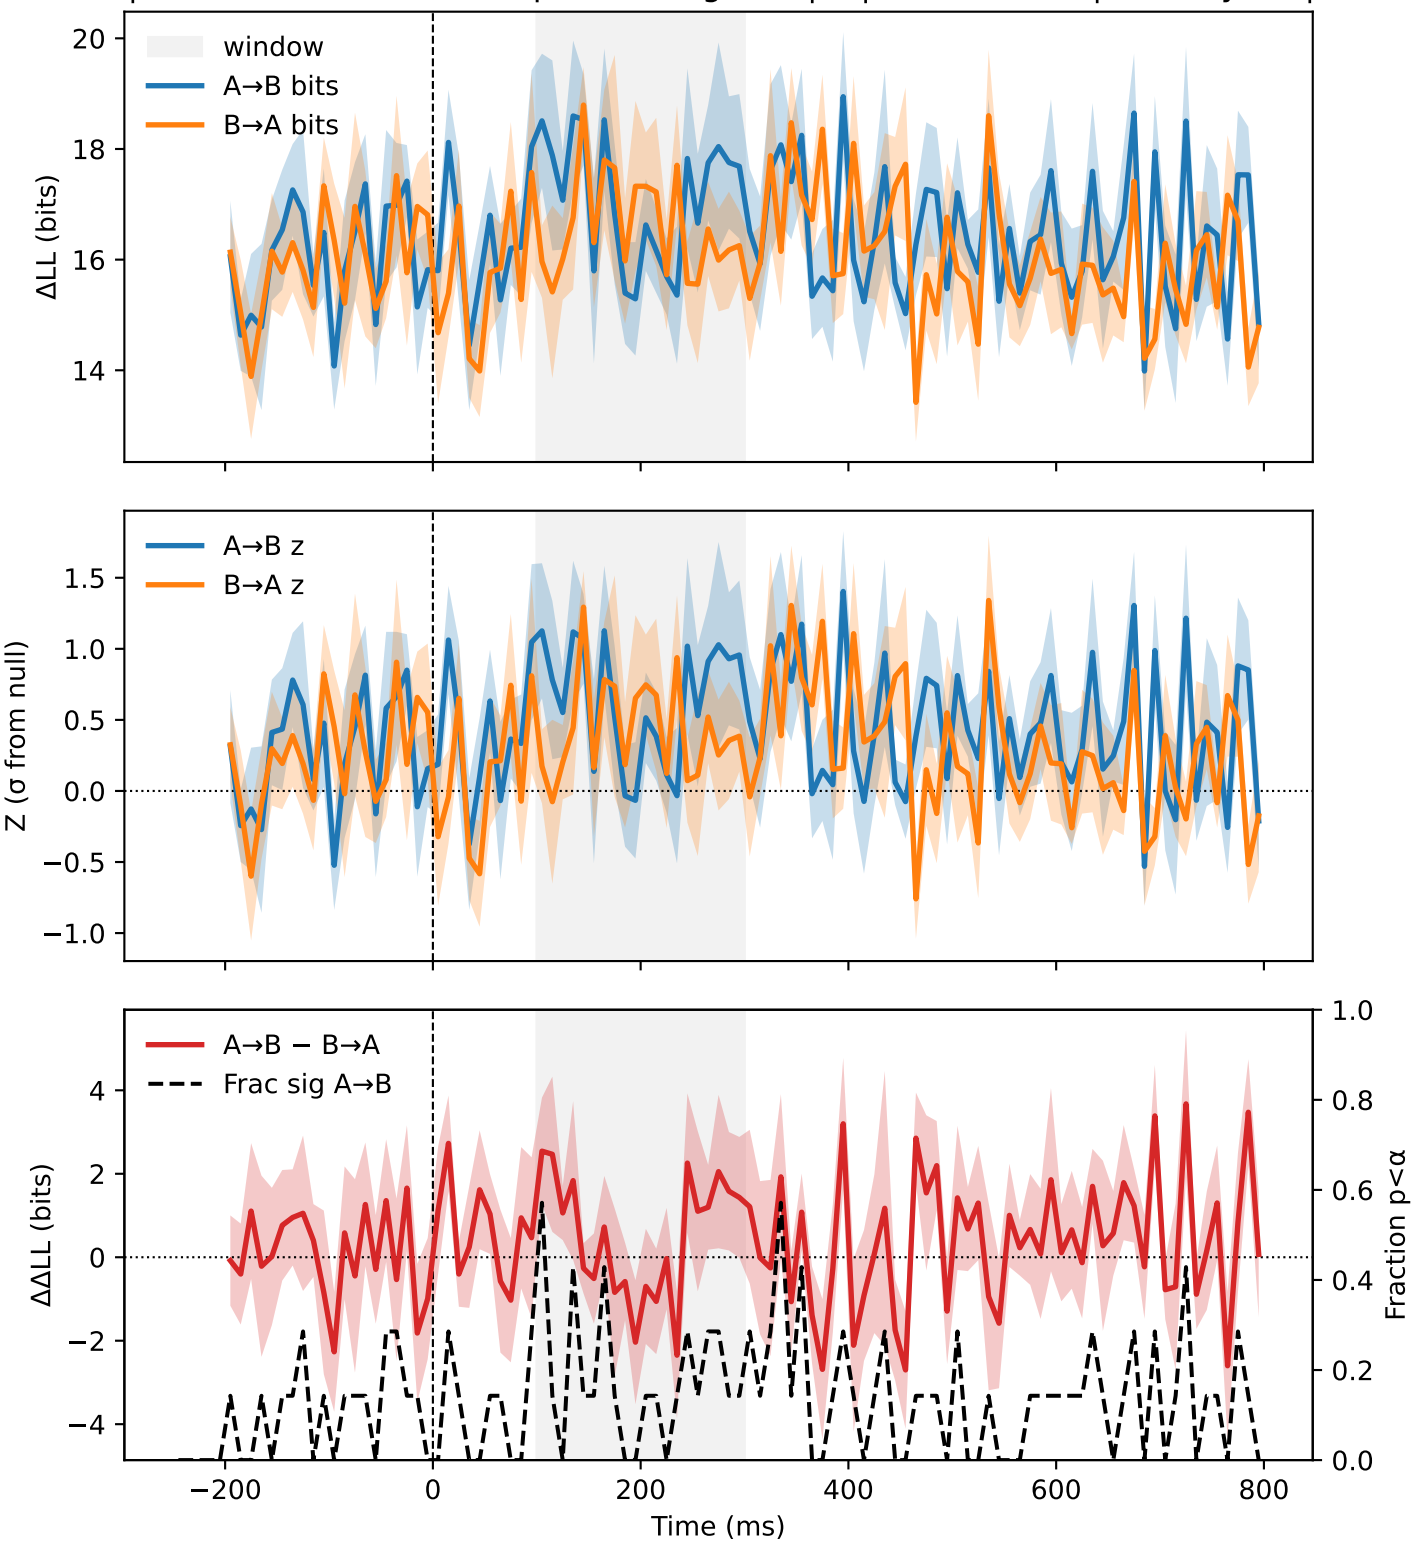 20
18
16
14
ΔLL (bits)
window
A→B bits
B→A bits
1.5
1.0
0.5
0.0
−0.5
−1.0
Z (σ from null)
A→B z
B→A z
4
2
0
−2
−4
ΔΔLL (bits)
A→B − B→A
Frac sig A→B
1.0
0.8
0.6
0.4
0.2
0.0
Fraction p<α
−200 0 200 400 600 800
Time (ms)